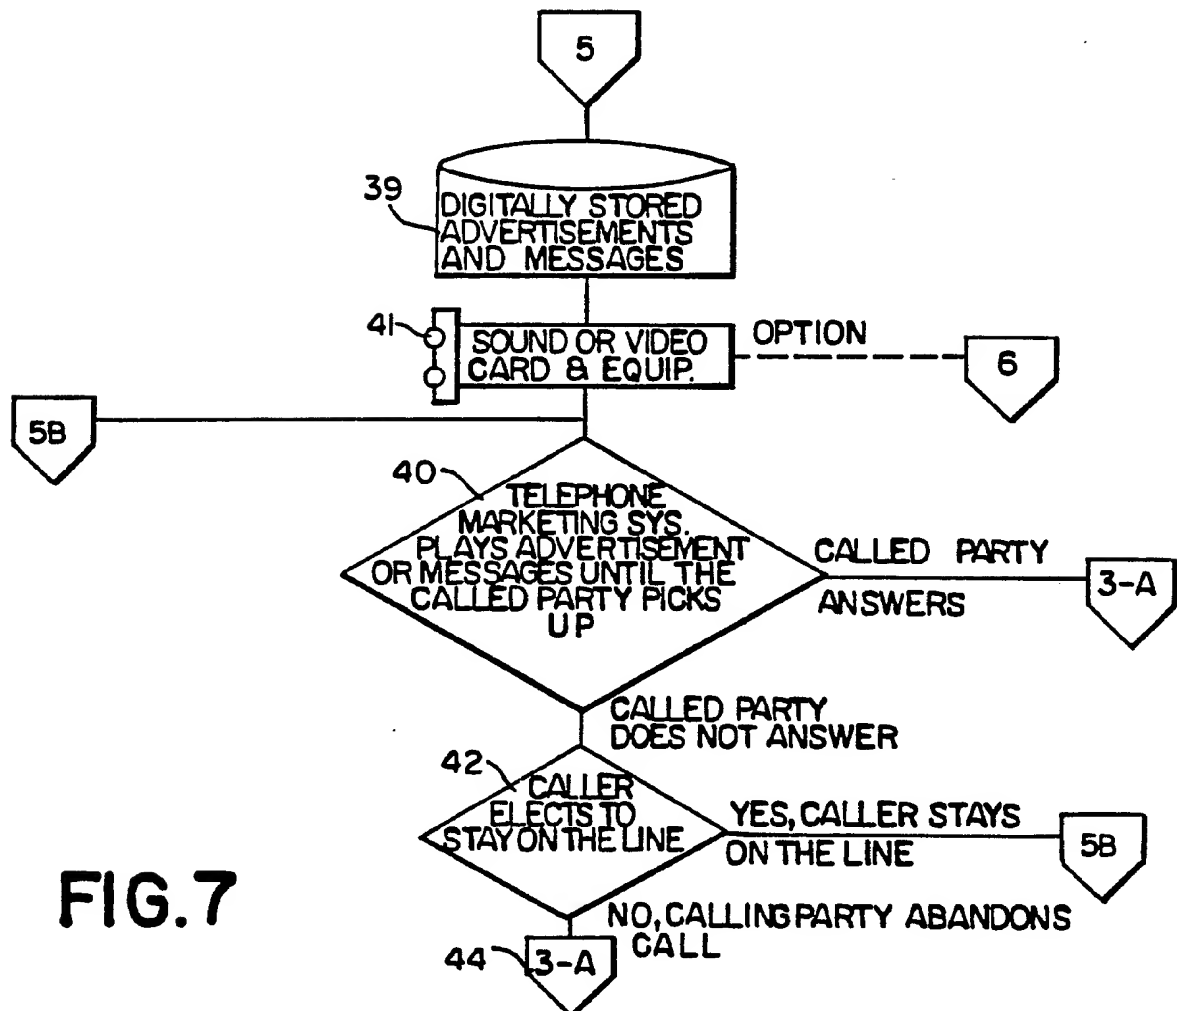 5
39
DIGITALLY STORED
ADVERTISEMENTS
AND MESSAGES
41
SOUND OR VIDEO
CARD & EQUIP.
OPTION
6
5B
40
TELEPHONE
MARKETING SYS.
PLAYS ADVERTISEMENT
OR MESSAGES UNTIL THE
CALLED PARTY PICKS
UP
CALLED PARTY
ANSWERS
3-A
CALLED PARTY
DOES NOT ANSWER
42
CALLER
ELECTS TO
STAY ON THE LINE
YES, CALLER STAYS
ON THE LINE
5B
NO, CALLING PARTY ABANDONS
CALL
44
3-A
FIG.7